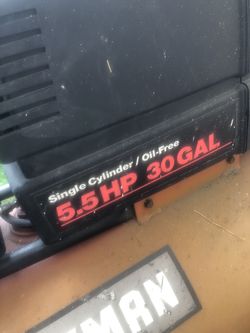 Single Cylinder / Oil-Free
5.5 HP 30 GAL